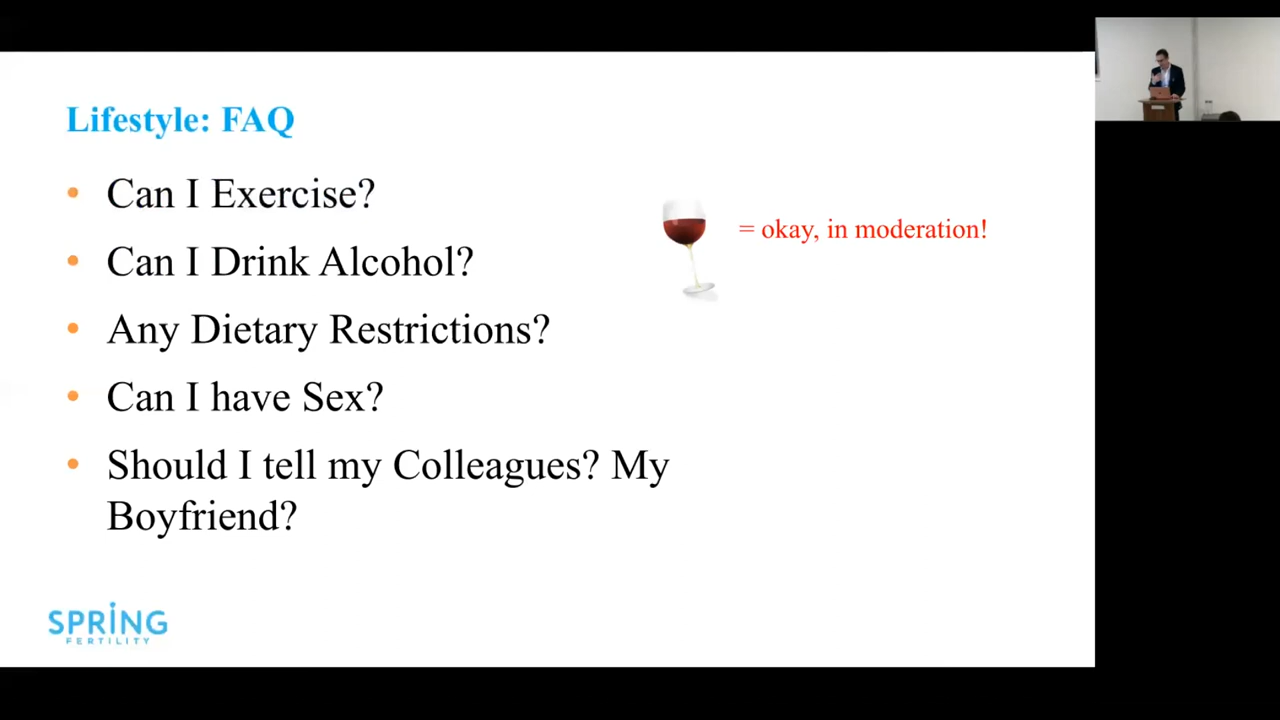 Lifestyle: FAQ
• Can I Exercise?
• Can I Drink Alcohol?
• Any Dietary Restrictions?
• Can I have Sex?
• Should I tell my Colleagues? My
Boyfriend?
= okay, in moderation!
SPRING
FERTILITY